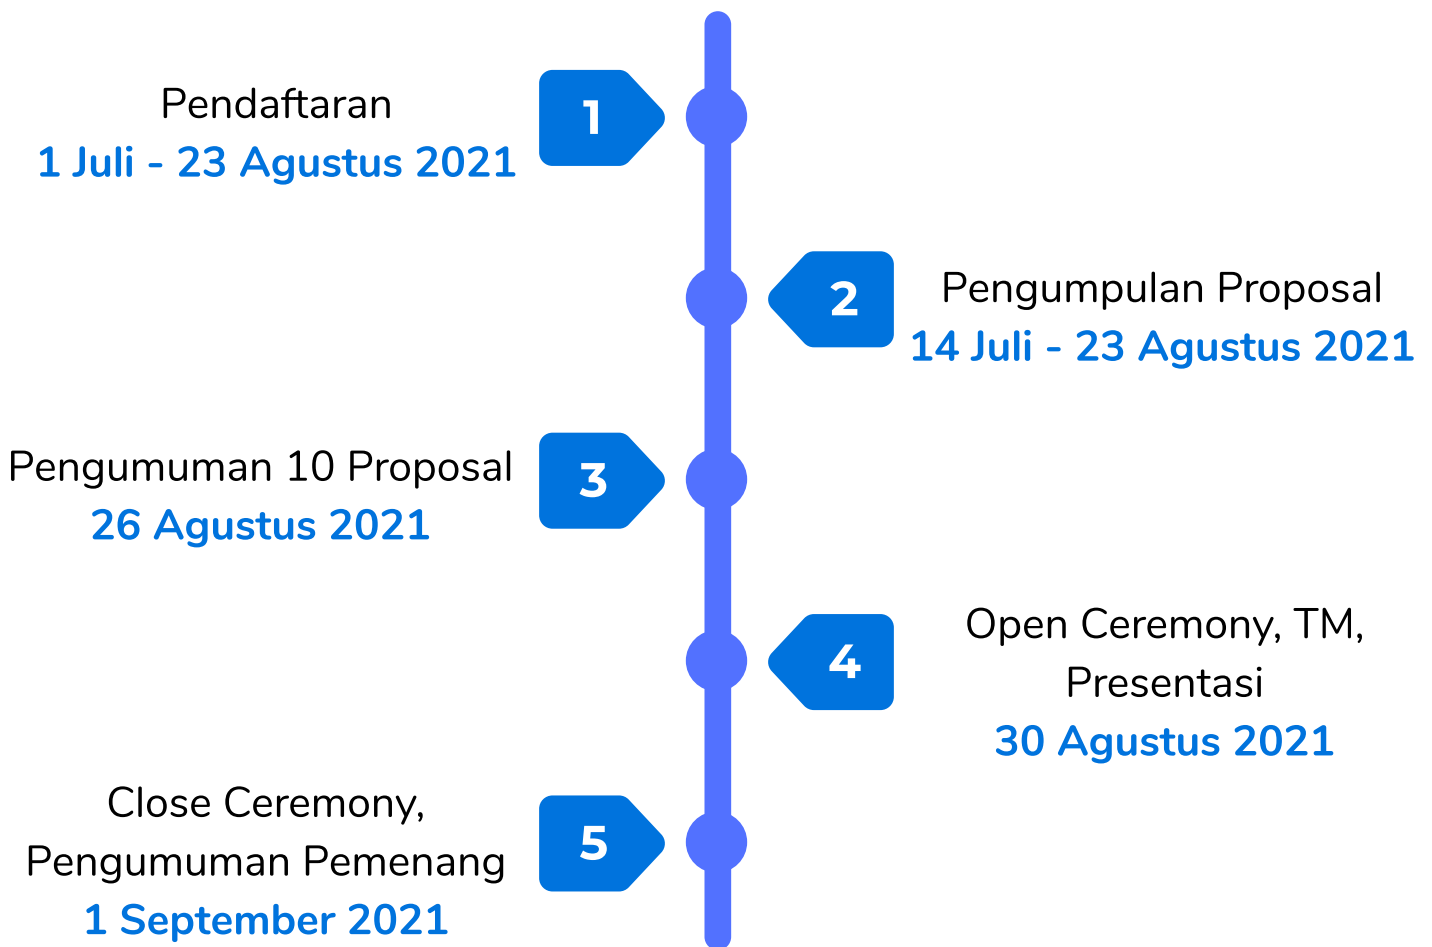 Pendaftaran
1 Juli - 23 Agustus 2021
1
2
Pengumpulan Proposal
14 Juli - 23 Agustus 2021
Pengumuman 10 Proposal
26 Agustus 2021
3
4
Open Ceremony, TM,
Presentasi
30 Agustus 2021
Close Ceremony,
Pengumuman Pemenang
1 September 2021
5